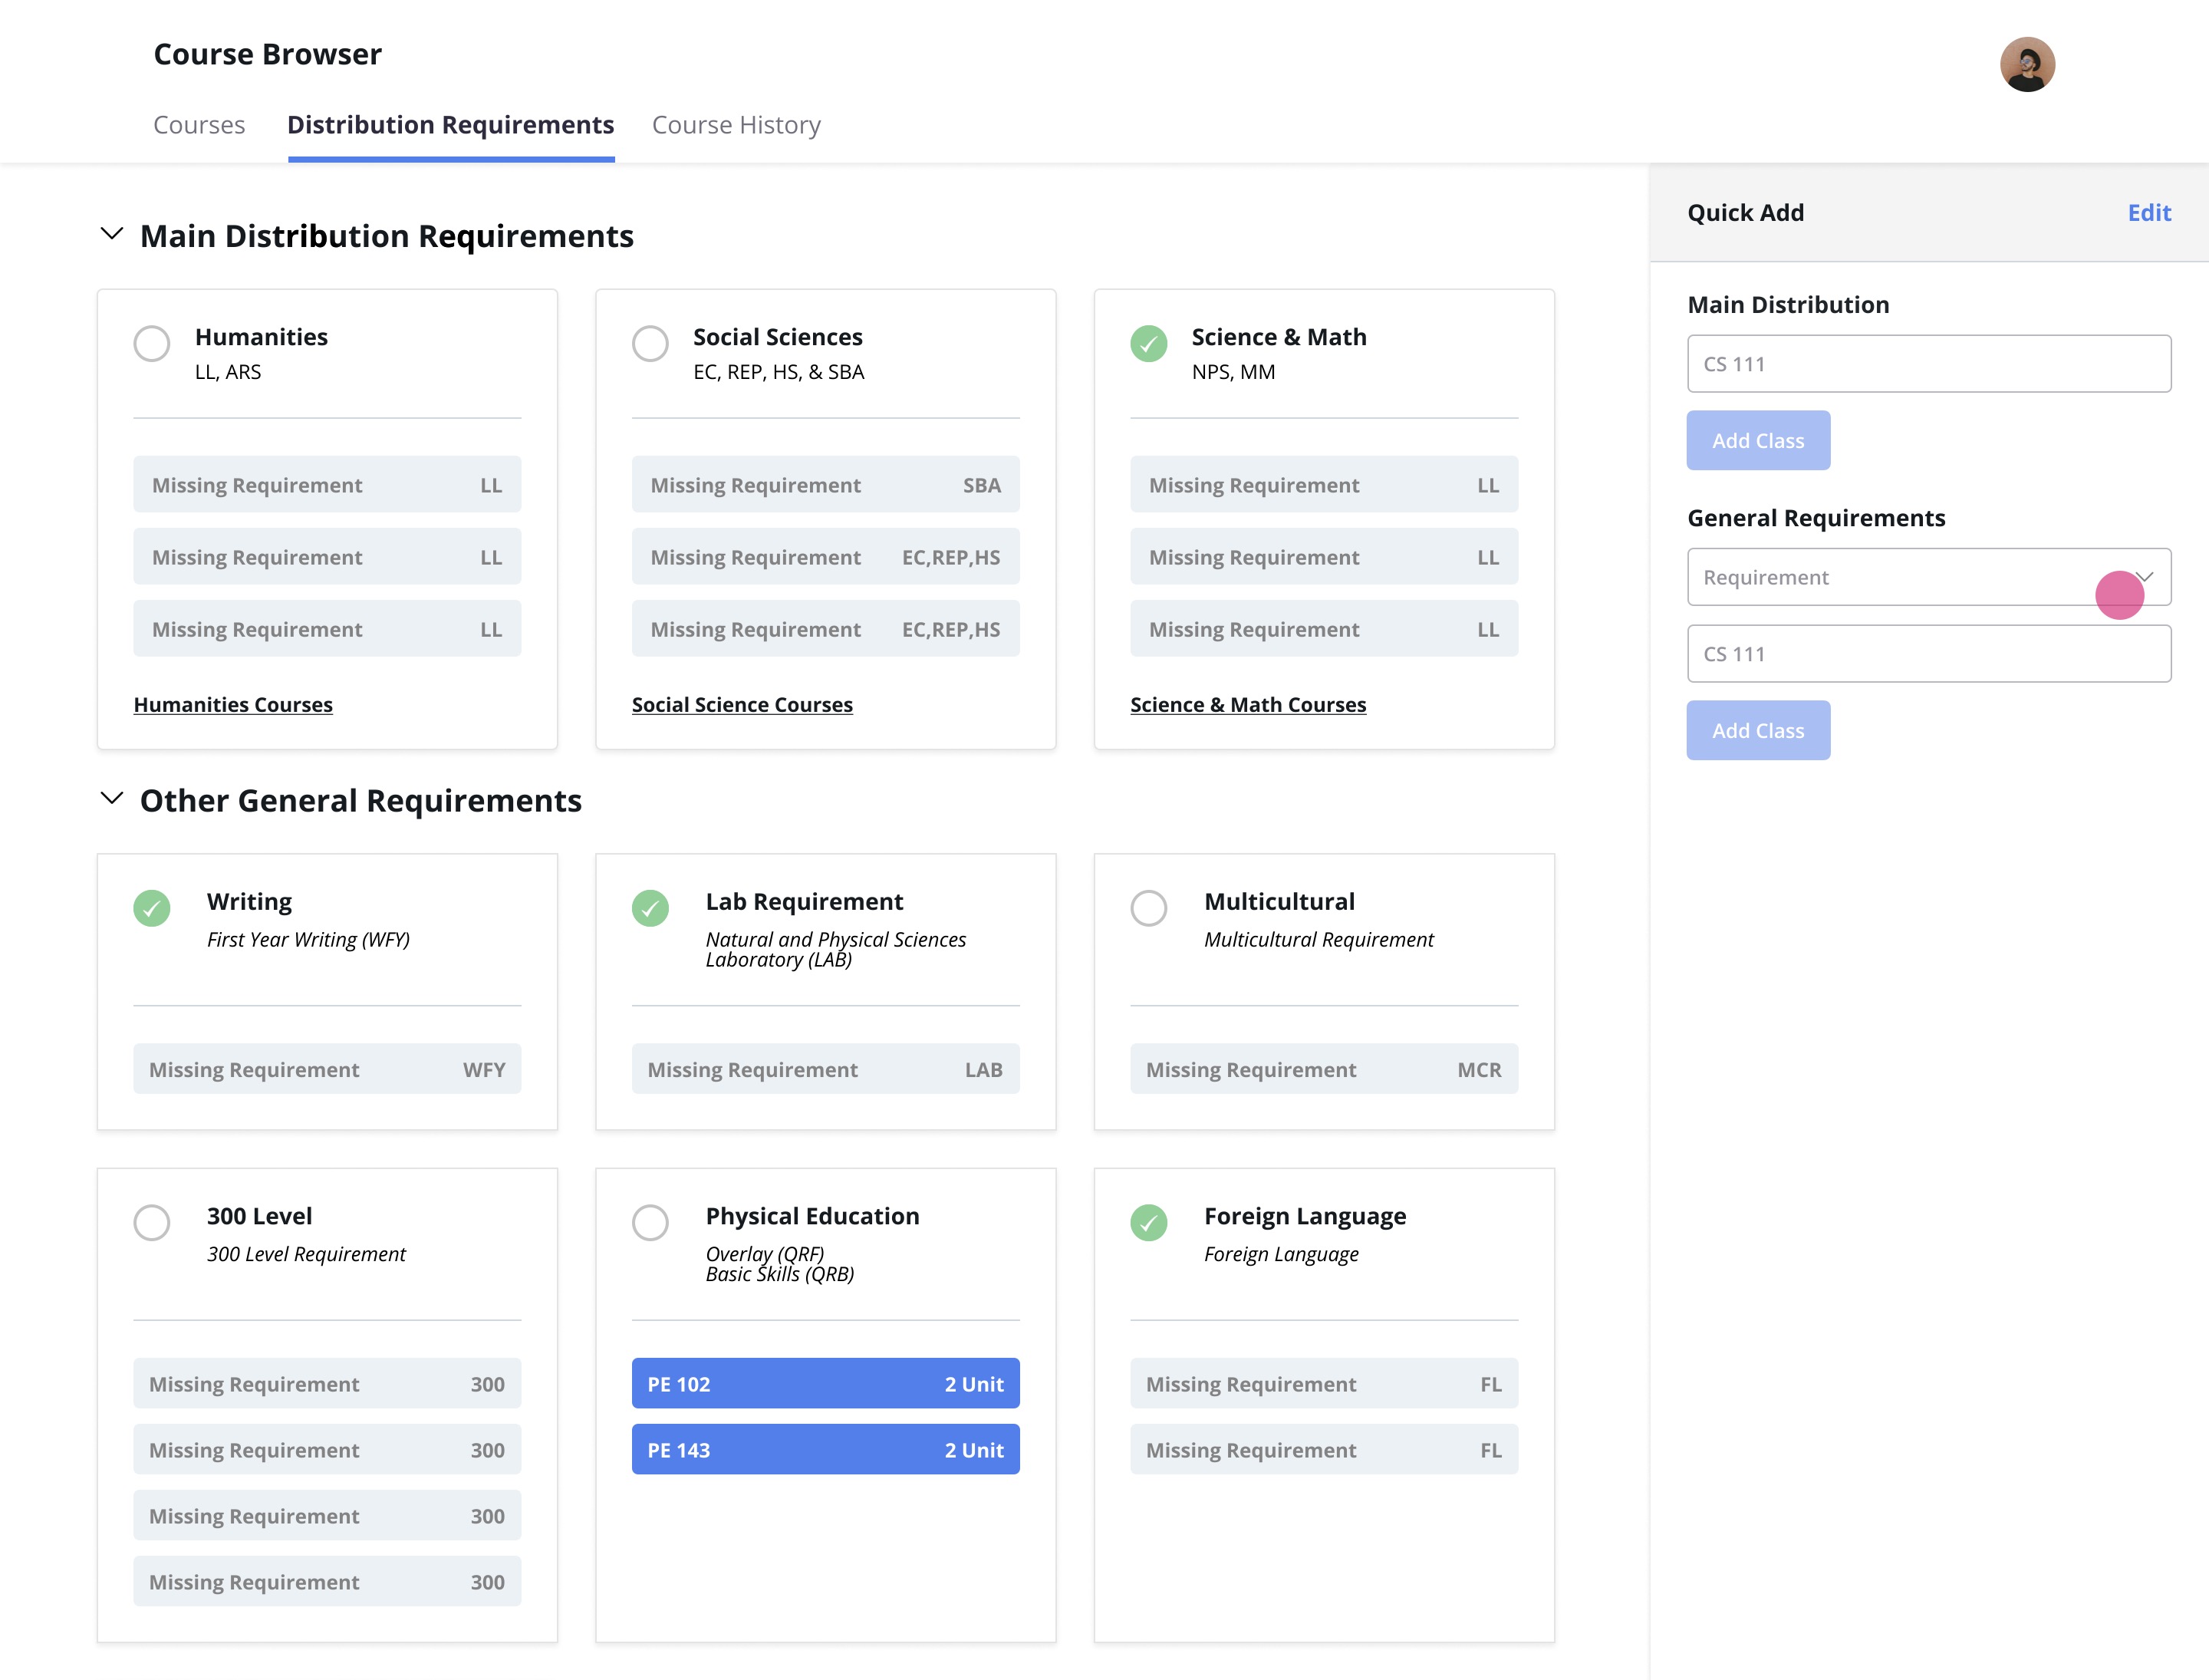 Course Browser
Courses
Distribution Requirements
Course History
Main Distribution Requirements
Humanities
LL, ARS
Missing Requirement LL
Missing Requirement LL
Missing Requirement LL
Humanities Courses
Social Sciences
EC, REP, HS, & SBA
Missing Requirement SBA
Missing Requirement EC,REP,HS
Missing Requirement EC,REP,HS
Social Science Courses
Science & Math
NPS, MM
Missing Requirement LL
Missing Requirement LL
Missing Requirement LL
Science & Math Courses
Other General Requirements
Writing
First Year Writing (WFY)
Missing Requirement WFY
Lab Requirement
Natural and Physical Sciences
Laboratory (LAB)
Missing Requirement LAB
Multicultural
Multicultural Requirement
Missing Requirement MCR
300 Level
300 Level Requirement
Missing Requirement 300
Missing Requirement 300
Missing Requirement 300
Missing Requirement 300
Physical Education
Overlay (QRF)
Basic Skills (QRB)
PE 102 2 Unit
PE 143 2 Unit
Foreign Language
Foreign Language
Missing Requirement FL
Missing Requirement FL
Quick Add
Edit
Main Distribution
CS 111
Add Class
General Requirements
Requirement
CS 111
Add Class